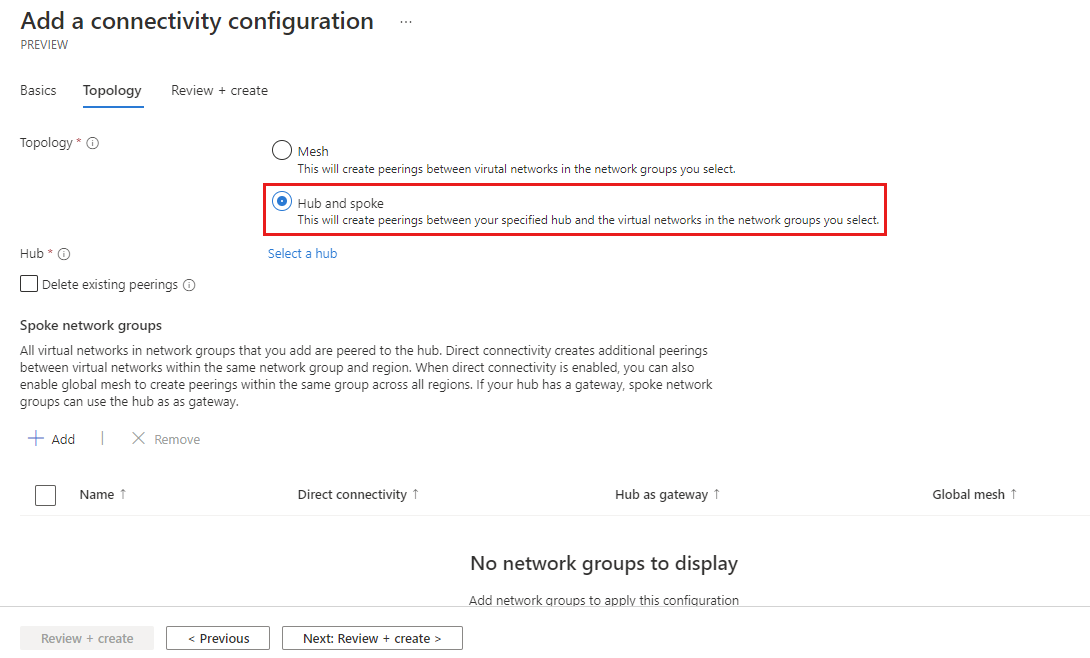 Add a connectivity configuration ...
PREVIEW
Basics Topology Review + create
Topology *
Mesh
This will create peerings between virutal networks in the network groups you select.
Hub and spoke
This will create peerings between your specified hub and the virtual networks in the network groups you select.
Hub * Select a hub
Delete existing peerings
Spoke network groups
All virtual networks in network groups that you add are peered to the hub. Direct connectivity creates additional peerings
between virtual networks within the same network group and region. When direct connectivity is enabled, you can also
enable global mesh to create peerings within the same group across all regions. If your hub has a gateway, spoke network
groups can use the hub as as gateway.
+ Add | Remove
Name ↑ Direct connectivity ↑ Hub as gateway ↑ Global mesh ↑
No network groups to display
Add network groups to apply this configuration
Review + create < Previous Next: Review + create >